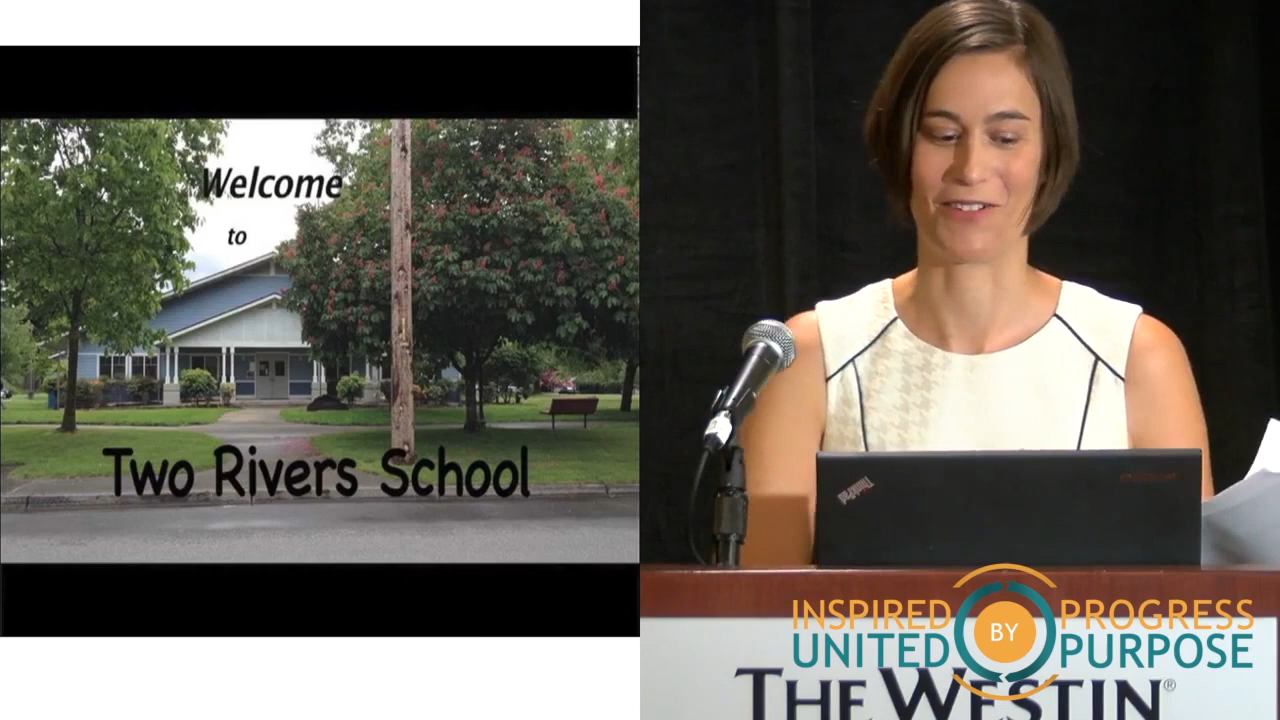 Welcome
to
Two Rivers School
ThinkPad
INSPIRED BY PROGRESS
UNITED PURPOSE
THE WESTIN®